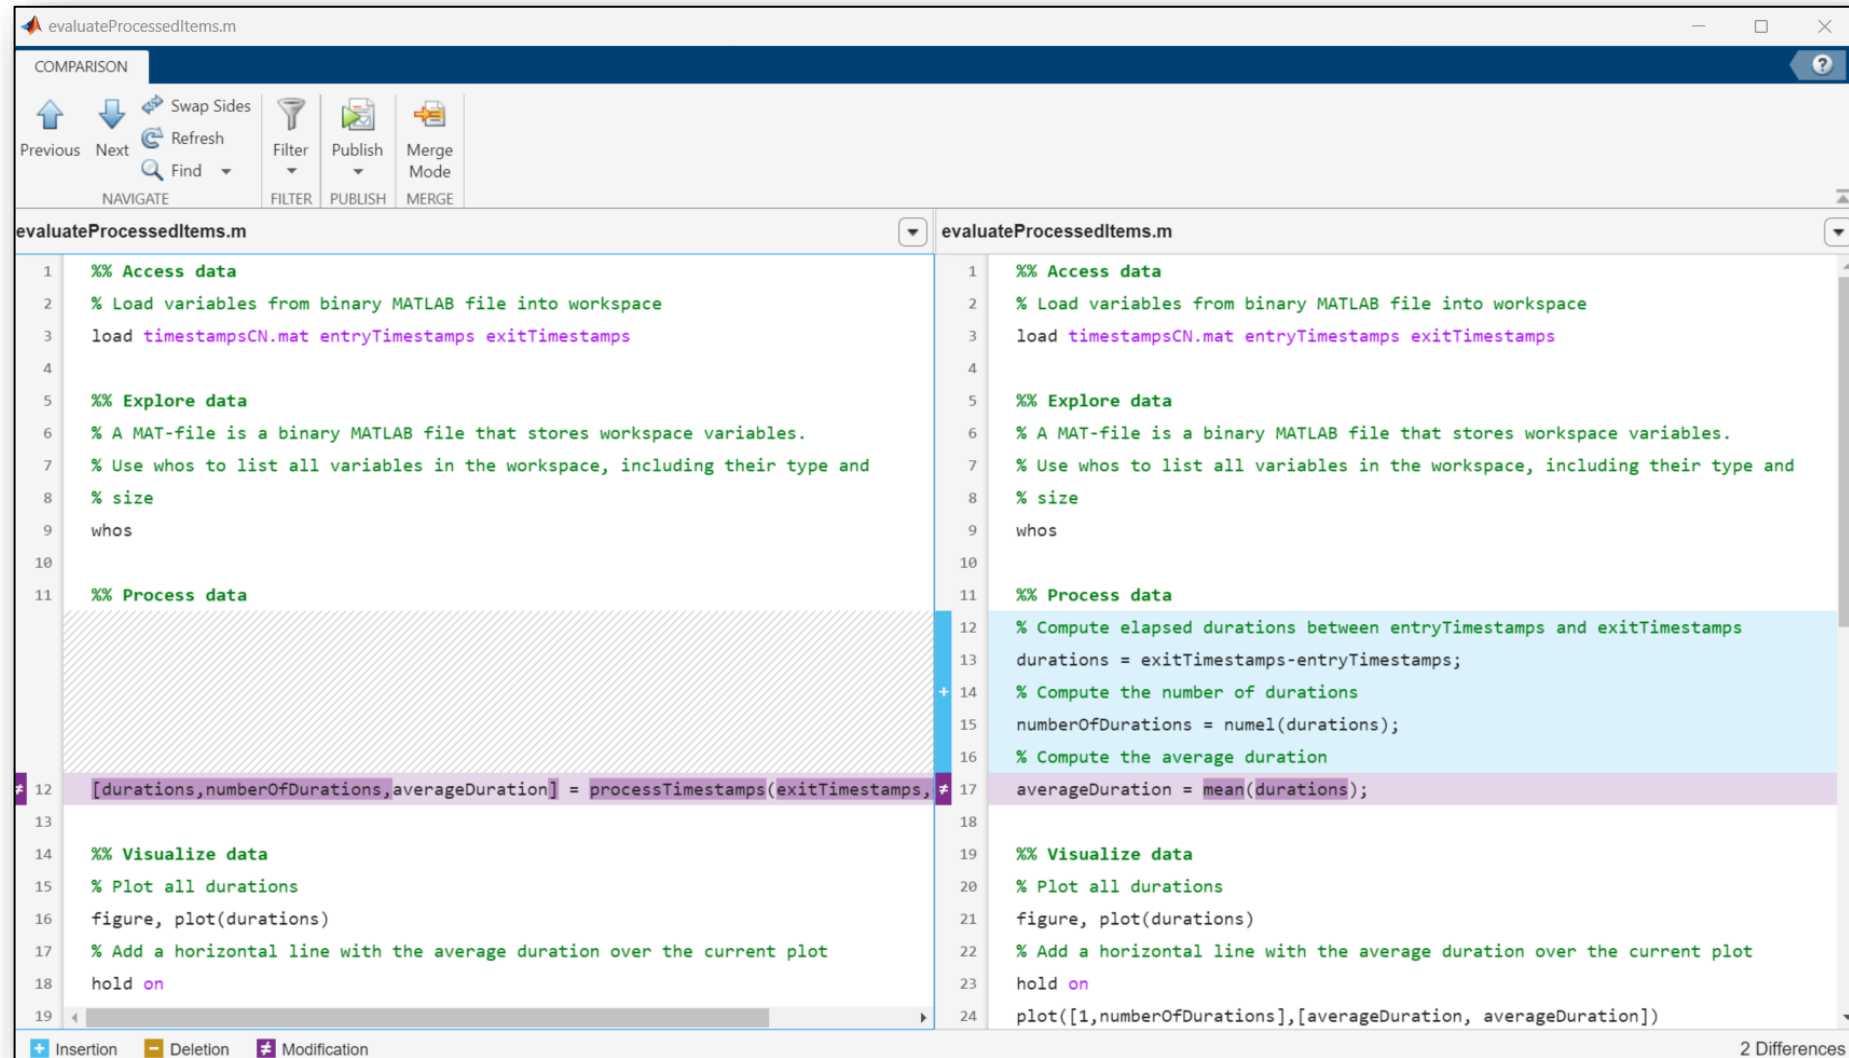 evaluateProcessedItems.m
COMPARISON
Previous
Next
Swap Sides
Refresh
Find
Filter
Publish
Merge
Mode
NAVIGATE
FILTER
PUBLISH
MERGE
evaluateProcessedItems.m
1 %% Access data
2 % Load variables from binary MATLAB file into workspace
3 load timestampsCN.mat entryTimestamps exitTimestamps
4
5 %% Explore data
6 % A MAT-file is a binary MATLAB file that stores workspace variables.
7 % Use whos to list all variables in the workspace, including their type and
8 % size
9 whos
10
11 %% Process data
12 [durations,numberOfDurations,averageDuration] = processTimestamps(exitTimestamps,
13
14 %% Visualize data
15 % Plot all durations
16 figure, plot(durations)
17 % Add a horizontal line with the average duration over the current plot
18 hold on
19
evaluateProcessedItems.m
1 %% Access data
2 % Load variables from binary MATLAB file into workspace
3 load timestampsCN.mat entryTimestamps exitTimestamps
4
5 %% Explore data
6 % A MAT-file is a binary MATLAB file that stores workspace variables.
7 % Use whos to list all variables in the workspace, including their type and
8 % size
9 whos
10
11 %% Process data
12 % Compute elapsed durations between entryTimestamps and exitTimestamps
13 durations = exitTimestamps-entryTimestamps;
14 % Compute the number of durations
15 numberOfDurations = numel(durations);
16 % Compute the average duration
17 averageDuration = mean(durations);
18
19 %% Visualize data
20 % Plot all durations
21 figure, plot(durations)
22 % Add a horizontal line with the average duration over the current plot
23 hold on
24 plot([1,numberOfDurations],[averageDuration, averageDuration])
+ Insertion − Deletion ≠ Modification
2 Differences